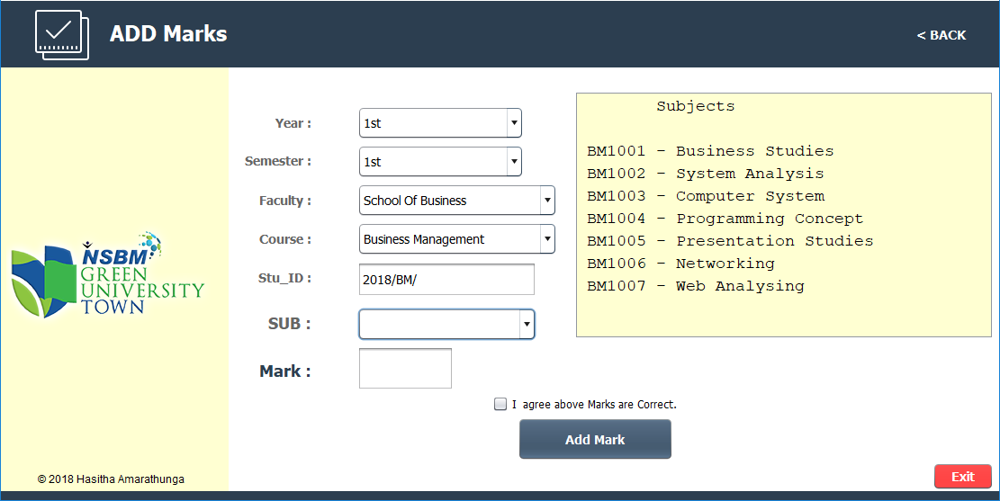 ADD Marks
< BACK
Year :
1st
Semester :
1st
Faculty :
School Of Business
Course :
Business Management
Stu_ID :
2018/BM/
SUB :
Mark :
Subjects
BM1001 - Business Studies
BM1002 - System Analysis
BM1003 - Computer System
BM1004 - Programming Concept
BM1005 - Presentation Studies
BM1006 - Networking
BM1007 - Web Analysing
NSBM
GREEN
UNIVERSITY
TOWN
I agree above Marks are Correct.
Add Mark
© 2018 Hasitha Amarathunga
Exit